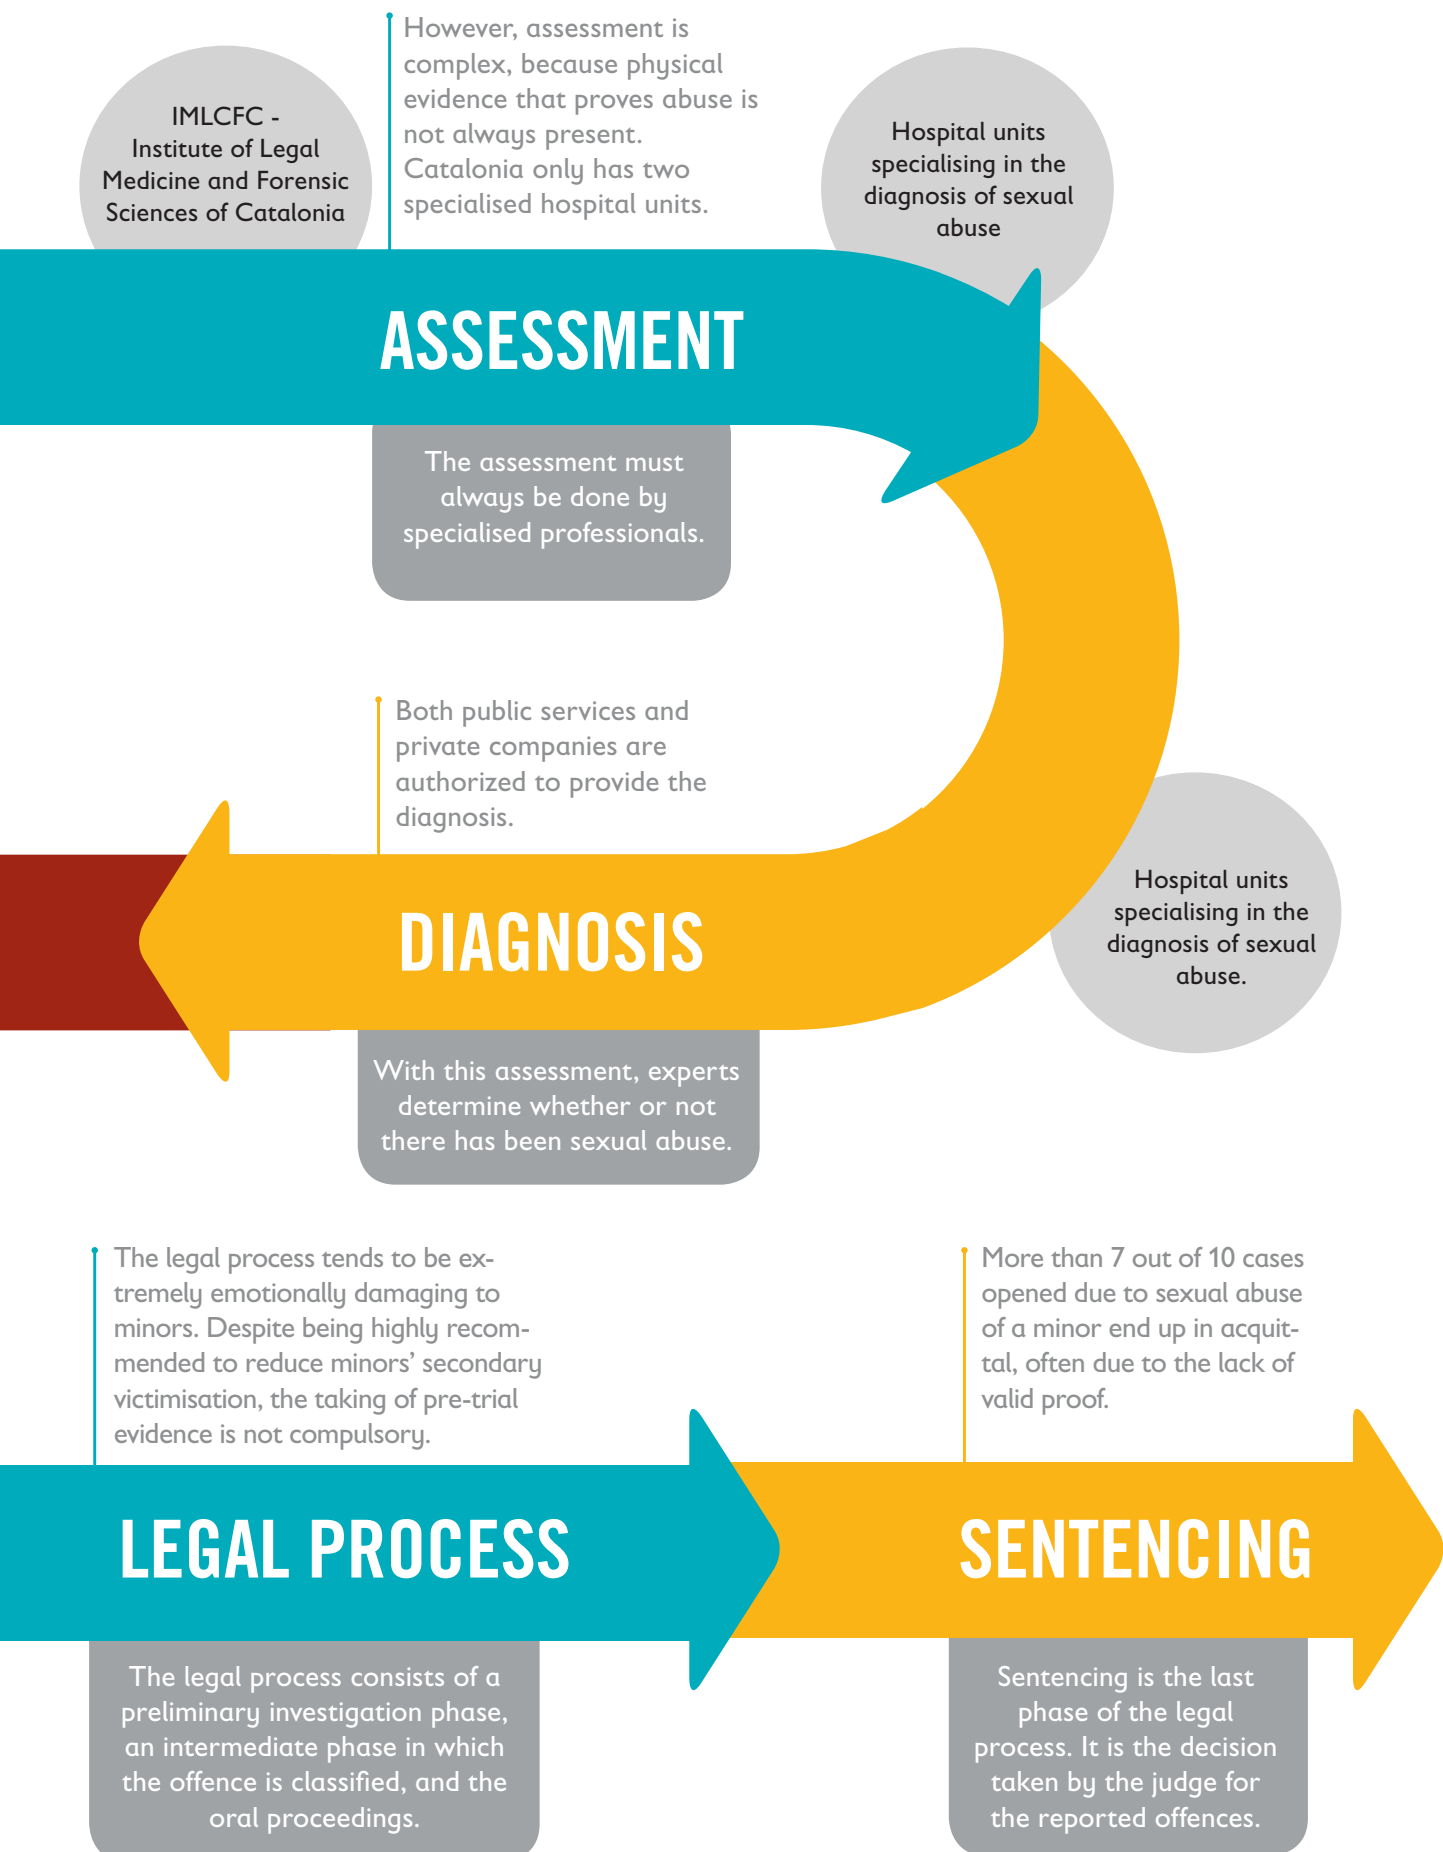 However, assessment is
complex, because physical
evidence that proves abuse is
not always present.
Catalonia only has two
specialised hospital units.
IMLCFC -
Institute of Legal
Medicine and Forensic
Sciences of Catalonia
Hospital units
specialising in the
diagnosis of sexual
abuse
ASSESSMENT
The assessment must
always be done by
specialised professionals.
Both public services and
private companies are
authorized to provide the
diagnosis.
Hospital units
specialising in the
diagnosis of sexual
abuse.
DIAGNOSIS
With this assessment, experts
determine whether or not
there has been sexual abuse.
The legal process tends to be ex-
tremely emotionally damaging to
minors. Despite being highly recom-
mended to reduce minors’ secondary
victimisation, the taking of pre-trial
evidence is not compulsory.
More than 7 out of 10 cases
opened due to sexual abuse
of a minor end up in acquit-
tal, often due to the lack of
valid proof.
LEGAL PROCESS
SENTENCING
The legal process consists of a
preliminary investigation phase,
an intermediate phase in which
the offence is classified, and the
oral proceedings.
Sentencing is the last
phase of the legal
process. It is the decision
taken by the judge for
the reported offences.